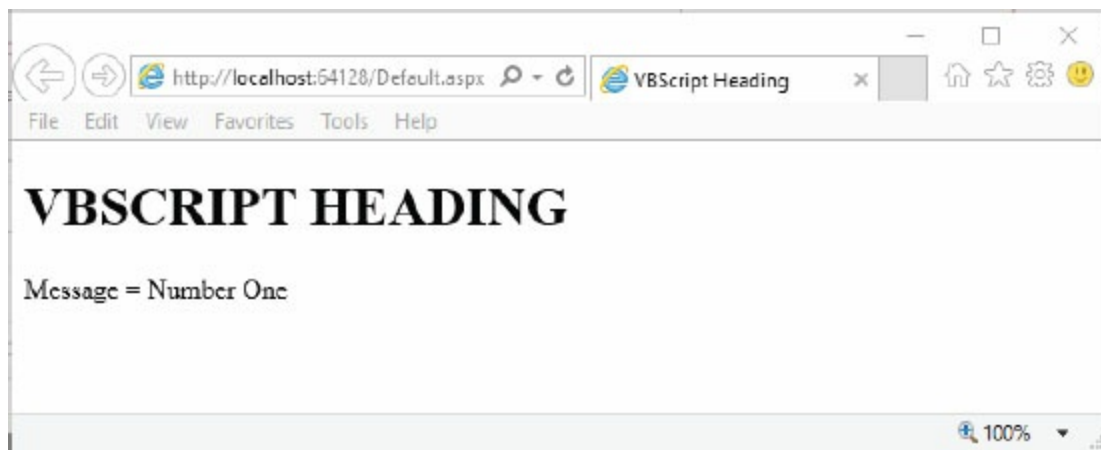 http://localhost:64128/Default.aspx
VBScript Heading
File Edit View Favorites Tools Help
VBSCRIPT HEADING
Message = Number One
100%